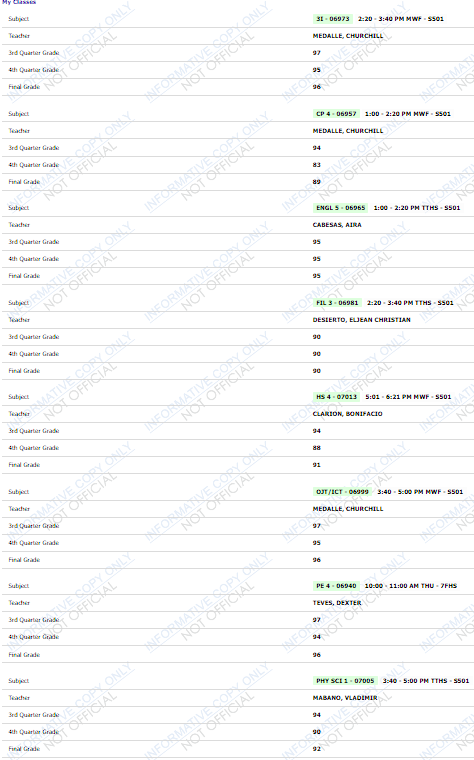 My Classes
Subject 3I - 06973 2:20 - 3:40 PM MWF - S501
Teacher MEDALLE, CHURCHILL
3rd Quarter Grade 97
4th Quarter Grade 95
Final Grade 96
Subject CP 4 - 06957 1:00 - 2:20 PM MWF - S501
Teacher MEDALLE, CHURCHILL
3rd Quarter Grade 94
4th Quarter Grade 83
Final Grade 89
Subject ENGL 5 - 06965 1:00 - 2:20 PM TTHS - S501
Teacher CABESAS, AIRA
3rd Quarter Grade 95
4th Quarter Grade 95
Final Grade 95
Subject FIL 3 - 06981 2:20 - 3:40 PM TTHS - S501
Teacher DESIERTO, ELJEAN CHRISTIAN
3rd Quarter Grade 90
4th Quarter Grade 90
Final Grade 90
Subject HS 4 - 07013 5:01 - 6:21 PM MWF - S501
Teacher CLARION, BONIFACIO
3rd Quarter Grade 94
4th Quarter Grade 88
Final Grade 91
Subject OJT/ICT - 06999 3:40 - 5:00 PM MWF - S501
Teacher MEDALLE, CHURCHILL
3rd Quarter Grade 97
4th Quarter Grade 95
Final Grade 96
Subject PE 4 - 06940 10:00 - 11:00 AM THU - 7FHS
Teacher TEVES, DEXTER
3rd Quarter Grade 97
4th Quarter Grade 94
Final Grade 96
Subject PHY SCI 1 - 07005 3:40 - 5:00 PM TTHS - S501
Teacher MABANO, VLADIMIR
3rd Quarter Grade 94
4th Quarter Grade 90
Final Grade 92
INFORMATIVE COPY ONLY
NOT OFFICIAL